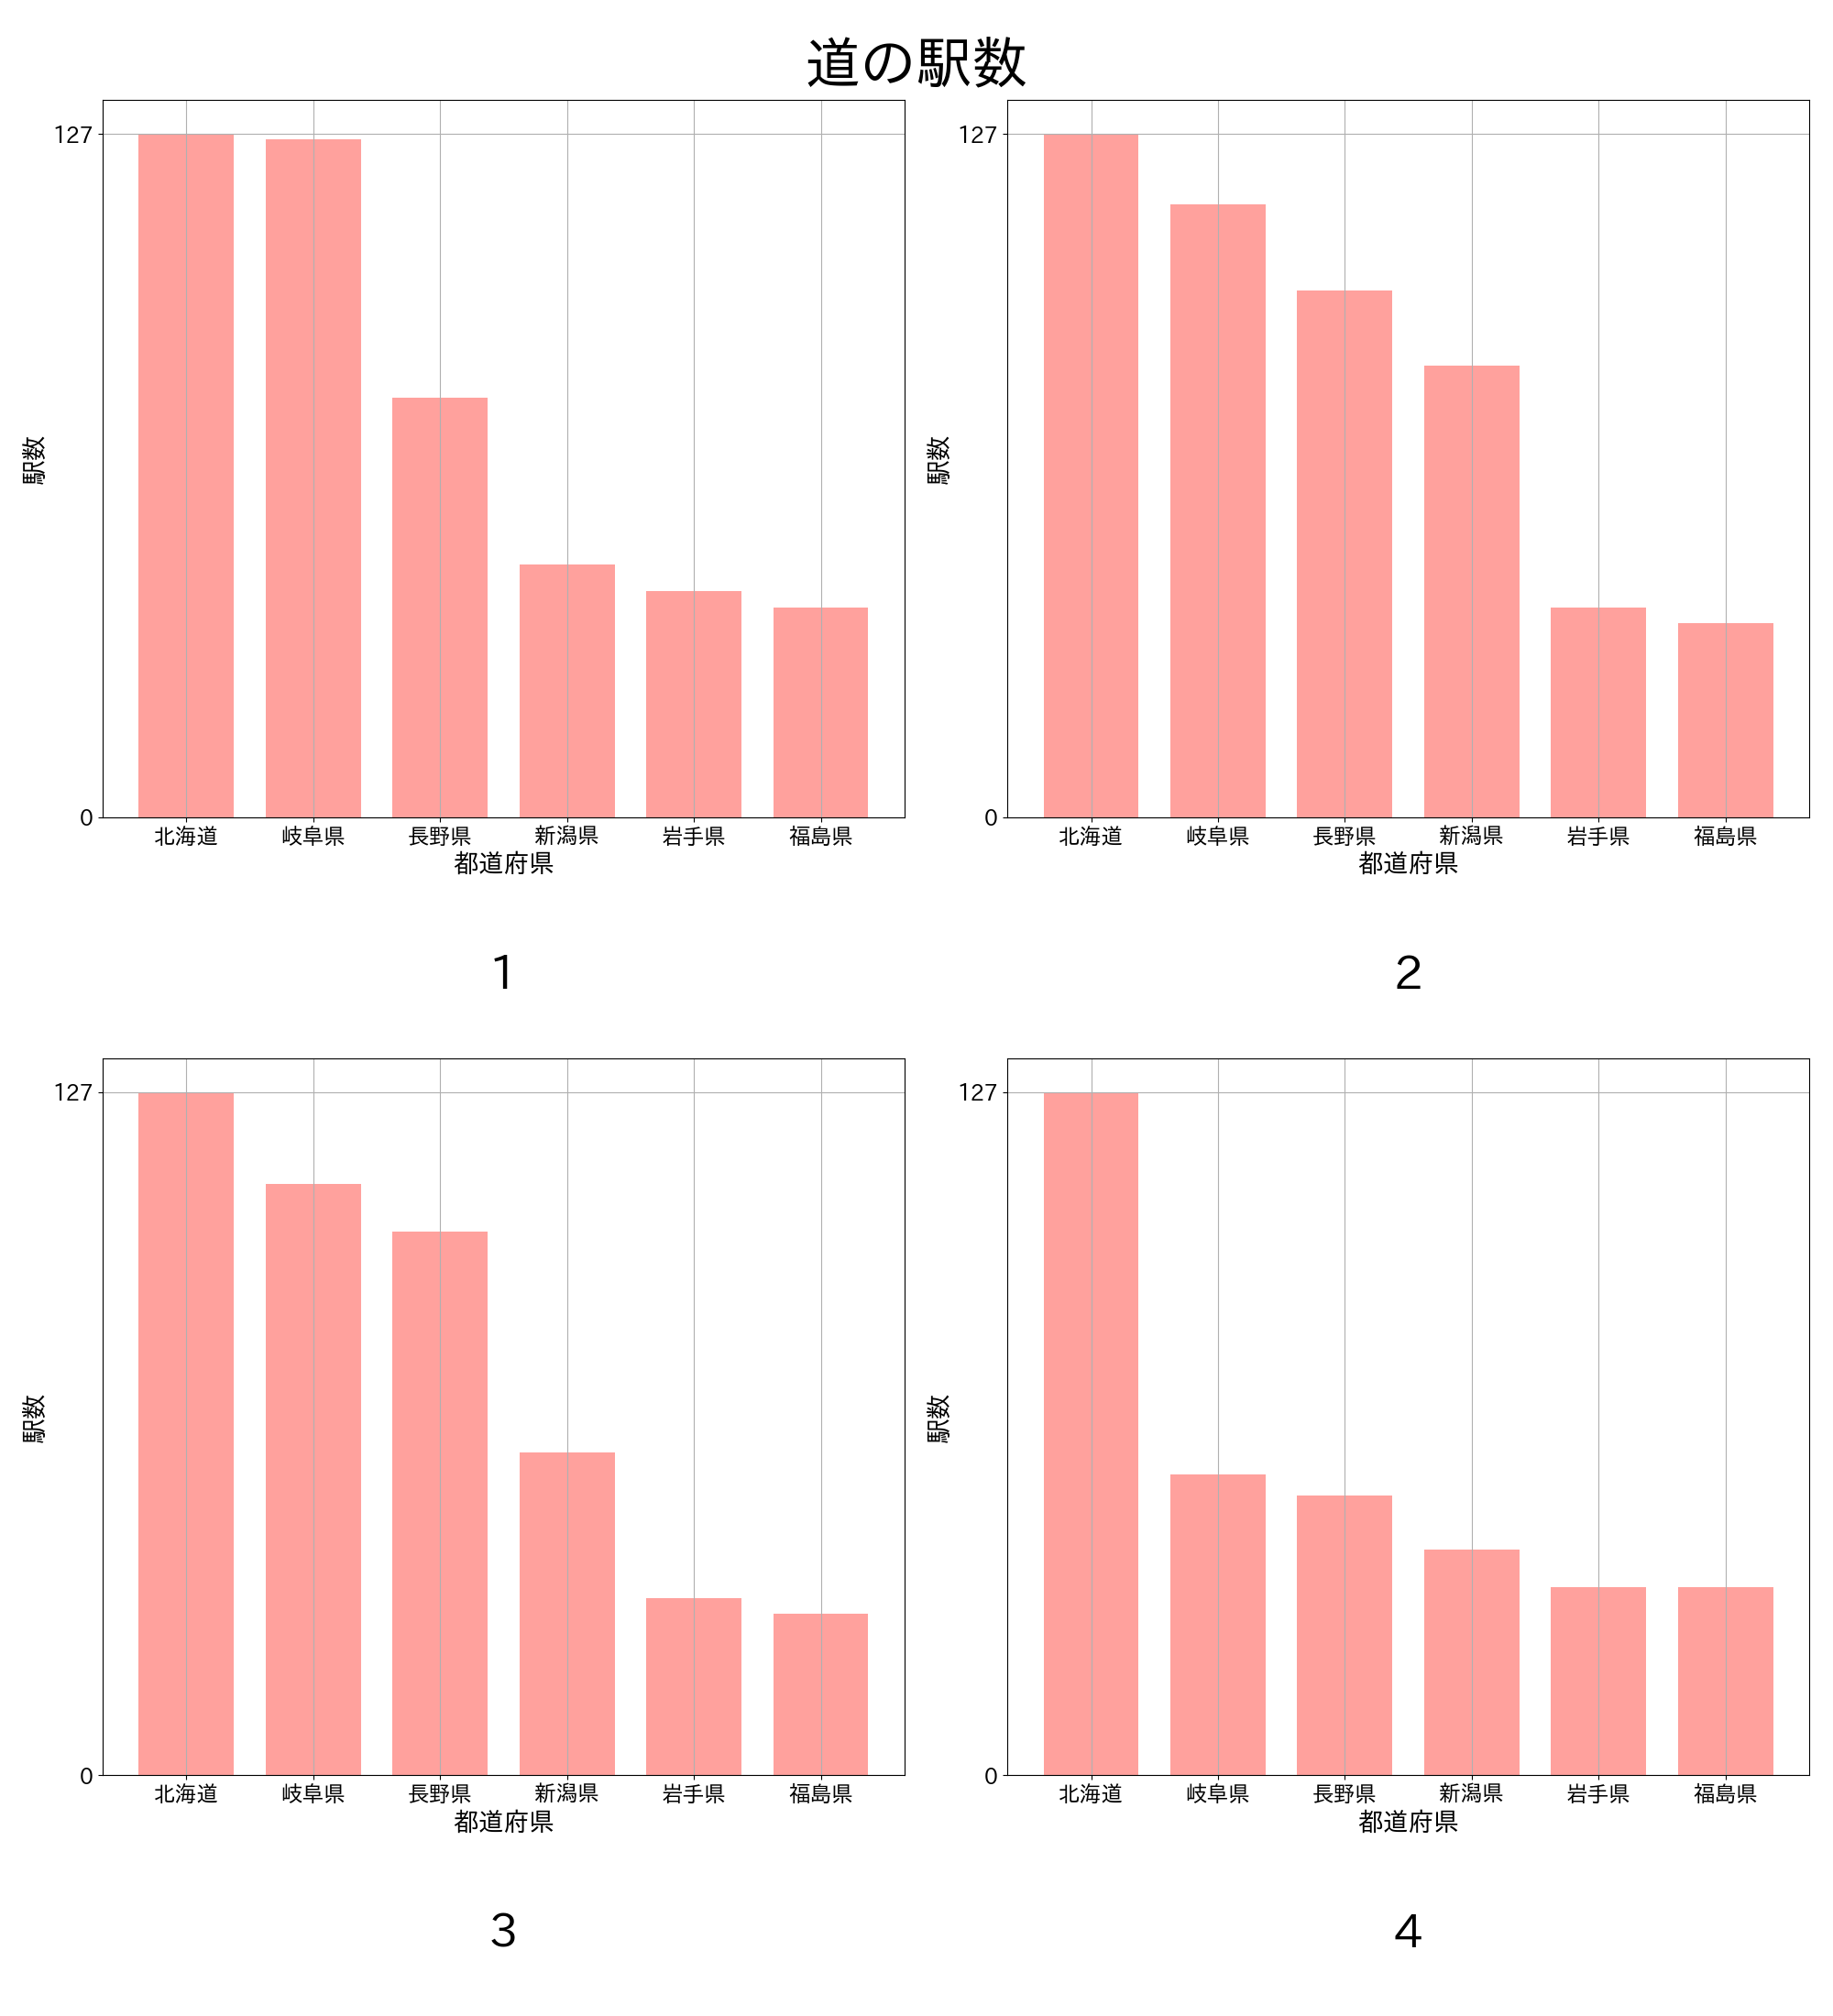 道の駅数
127
0
駅数
北海道 岐阜県 長野県 新潟県 岩手県 福島県
都道府県
1
127
0
駅数
北海道 岐阜県 長野県 新潟県 岩手県 福島県
都道府県
2
127
0
駅数
北海道 岐阜県 長野県 新潟県 岩手県 福島県
都道府県
3
127
0
駅数
北海道 岐阜県 長野県 新潟県 岩手県 福島県
都道府県
4